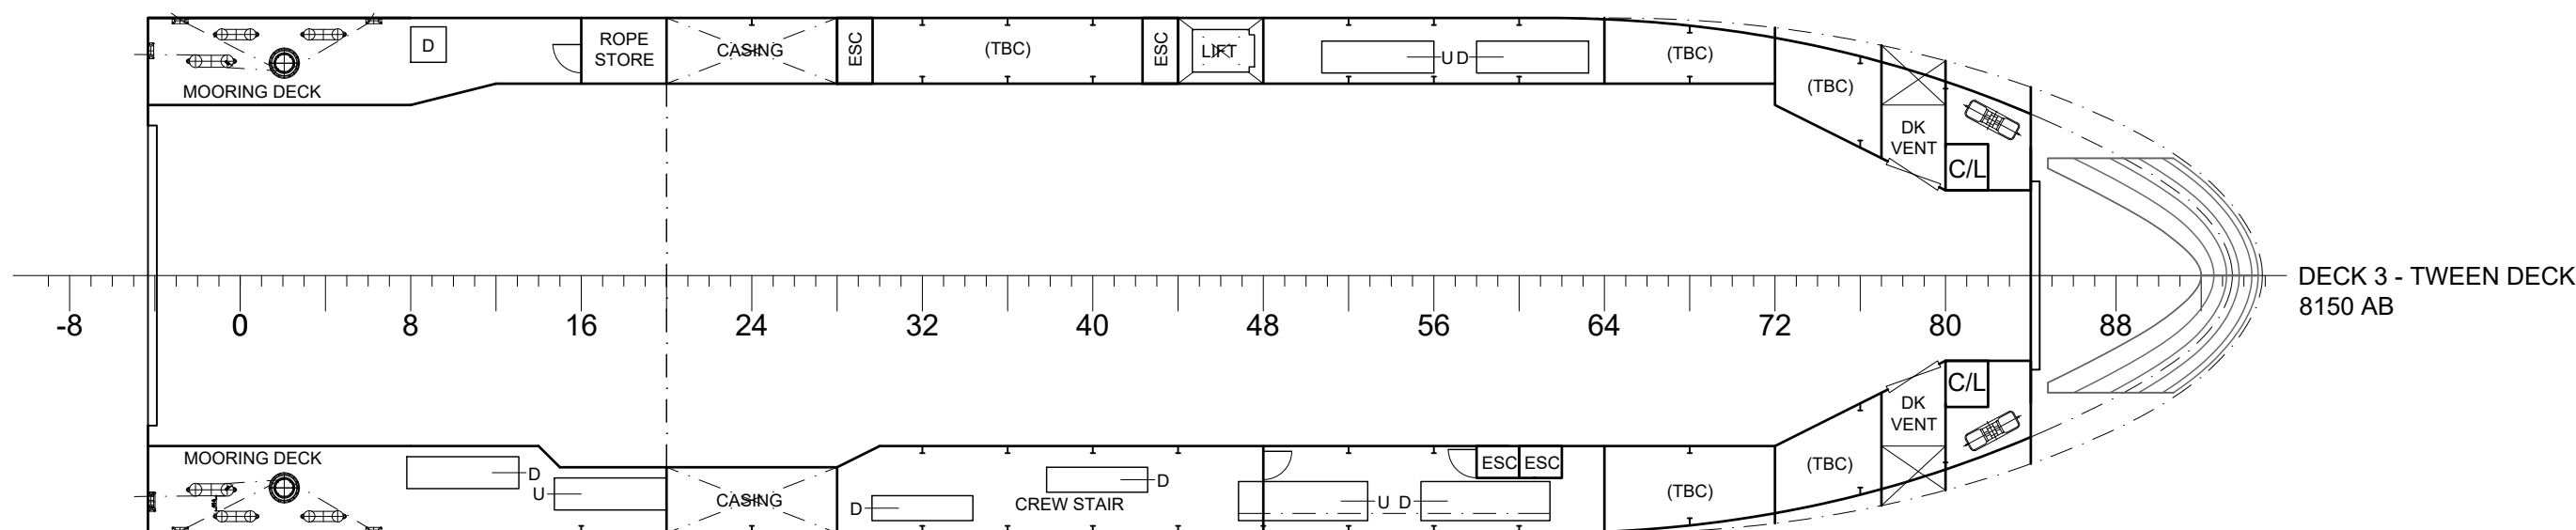 D
ROPE
STORE
CASING
ESC
(TBC)
ESC
LIFT
U D
(TBC)
(TBC)
MOORING DECK
DK
VENT
C/L
DECK 3 - TWEEN DECK
8150 AB
-8 0 8 16 24 32 40 48 56 64 72 80 88
C/L
DK
VENT
MOORING DECK
D
U
CASING
D
D
CREW STAIR
U D
ESC ESC
(TBC)
(TBC)